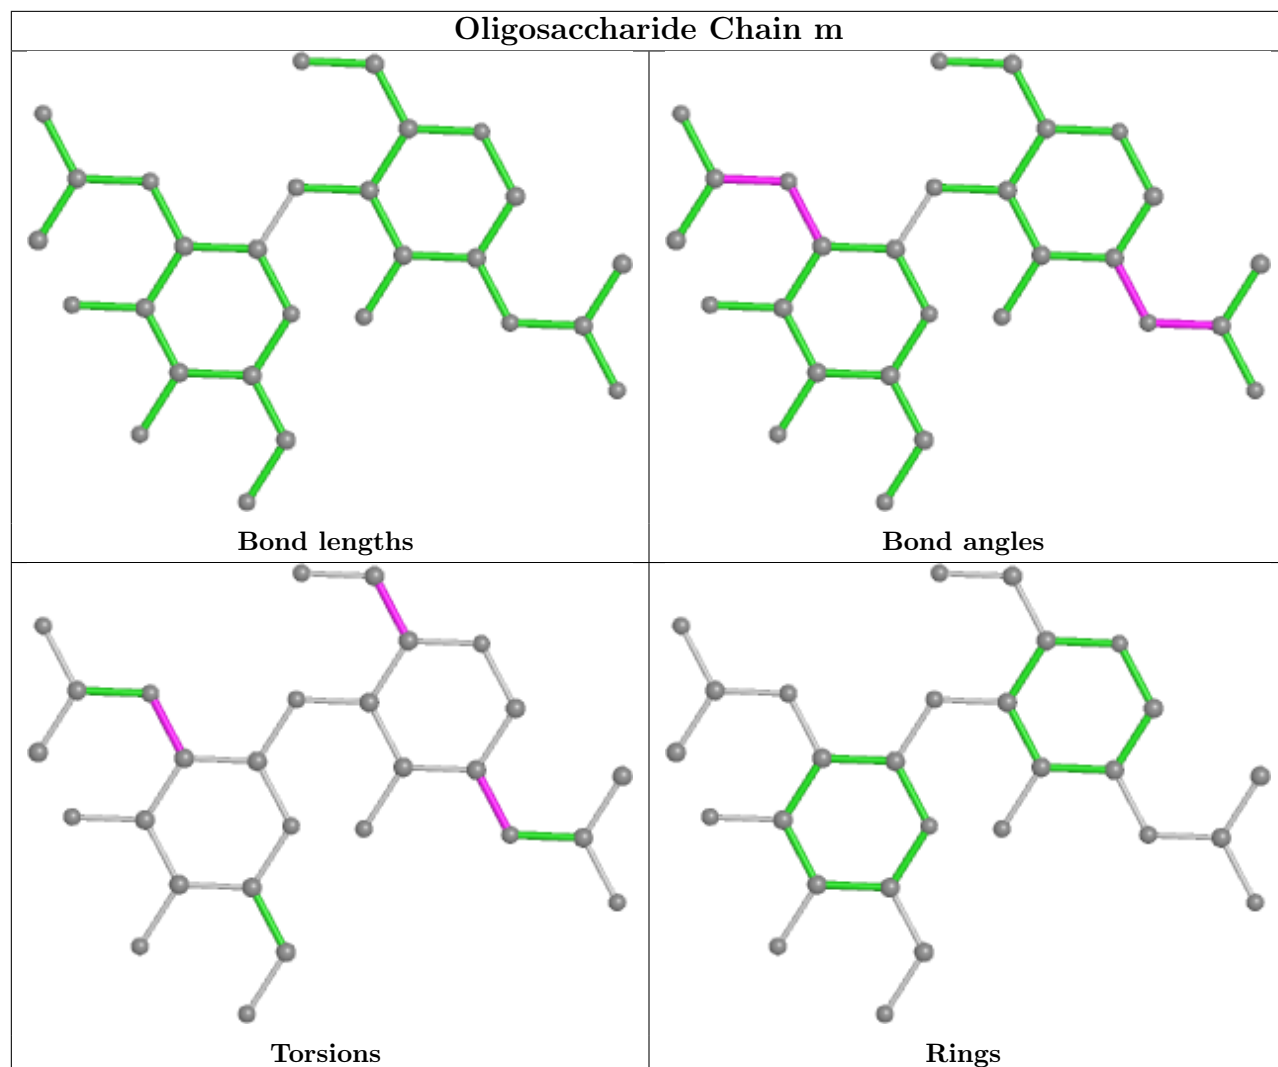 Oligosaccharide Chain m
Bond lengths
Bond angles
Torsions
Rings